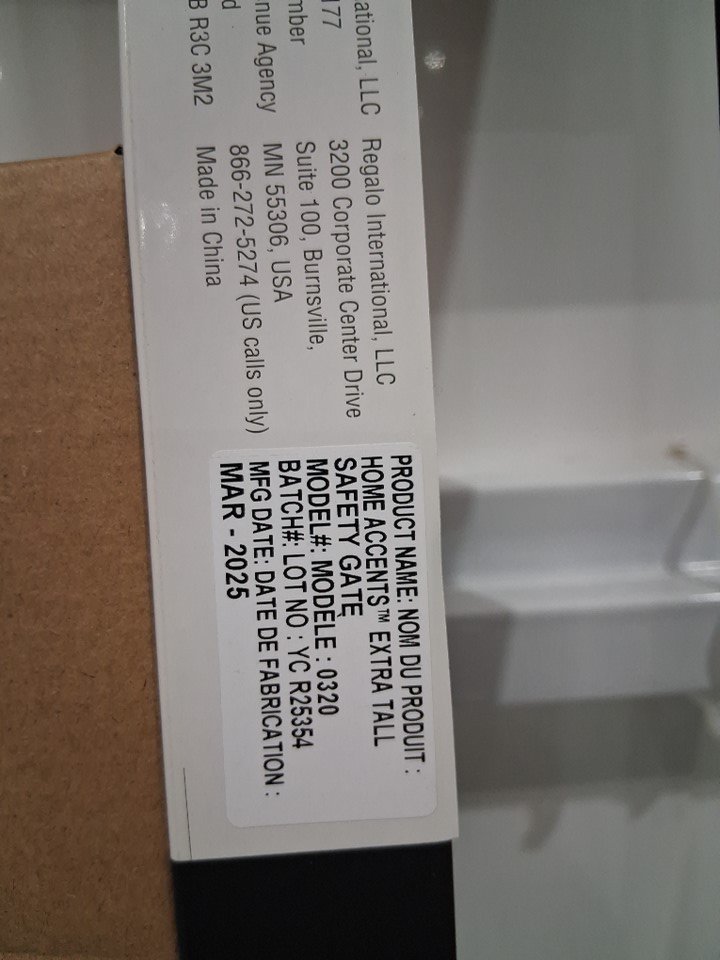 ational, LLC
177
mber
nue Agency
d
B R3C 3M2
Regalo International, LLC
3200 Corporate Center Drive
Suite 100, Burnsville,
MN 55306, USA
866-272-5274 (US calls only)
Made in China
PRODUCT NAME: NOM DU PRODUIT :
HOME ACCENTS™ EXTRA TALL
SAFETY GATE
MODEL#: MODÈLE : 0320
BATCH#: LOT NO : YC R25354
MFG DATE: DATE DE FABRICATION :
MAR - 2025